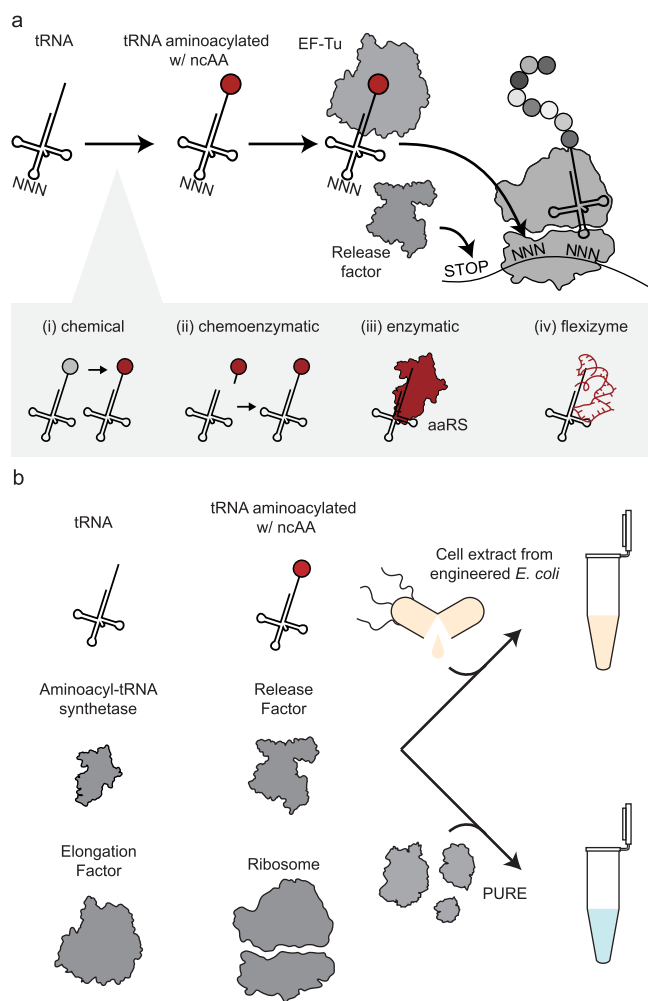 a
tRNA
tRNA aminoacylated
w/ ncAA
EF-Tu
NNN
NNN
NNN
Release
factor
STOP
NNN
NNN
(i) chemical
(ii) chemoenzymatic
(iii) enzymatic
(iv) flexizyme
aaRS
b
tRNA
tRNA aminoacylated
w/ ncAA
Cell extract from
engineered E. coli
Aminoacyl-tRNA
synthetase
Release
Factor
Elongation
Factor
Ribosome
PURE